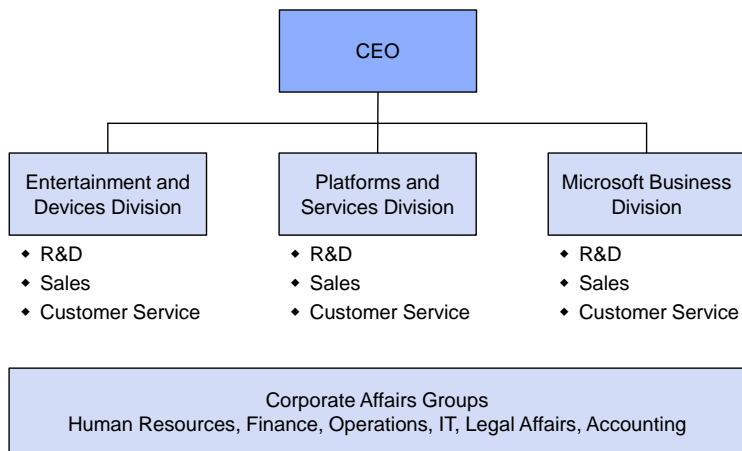 CEO
Entertainment and
Devices Division
Platforms and
Services Division
Microsoft Business
Division
◆ R&D
◆ Sales
◆ Customer Service
◆ R&D
◆ Sales
◆ Customer Service
◆ R&D
◆ Sales
◆ Customer Service
Corporate Affairs Groups
Human Resources, Finance, Operations, IT, Legal Affairs, Accounting